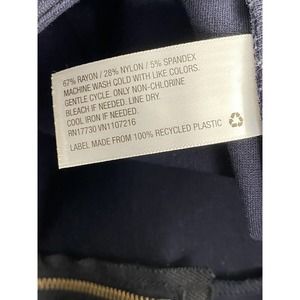 67% RAYON / 28% NYLON / 5% SPANDEX
MACHINE WASH COLD WITH LIKE COLORS.
GENTLE CYCLE. ONLY NON-CHLORINE
BLEACH IF NEEDED. LINE DRY.
COOL IRON IF NEEDED.
RN17730 VN1107216
LABEL MADE FROM 100% RECYCLED PLASTIC